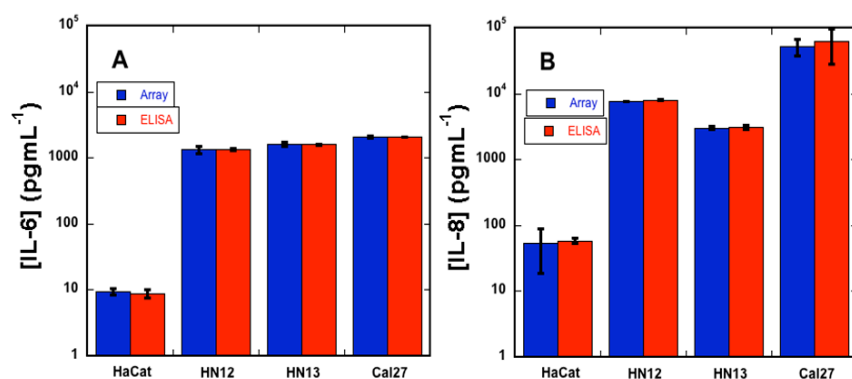 A
Array
ELISA
[IL-6] (pgmL⁻¹)
10⁵
10⁴
1000
100
10
1
HaCat HN12 HN13 Cal27
B
Array
ELISA
[IL-8] (pgmL⁻¹)
10⁵
10⁴
1000
100
10
1
HaCat HN12 HN13 Cal27